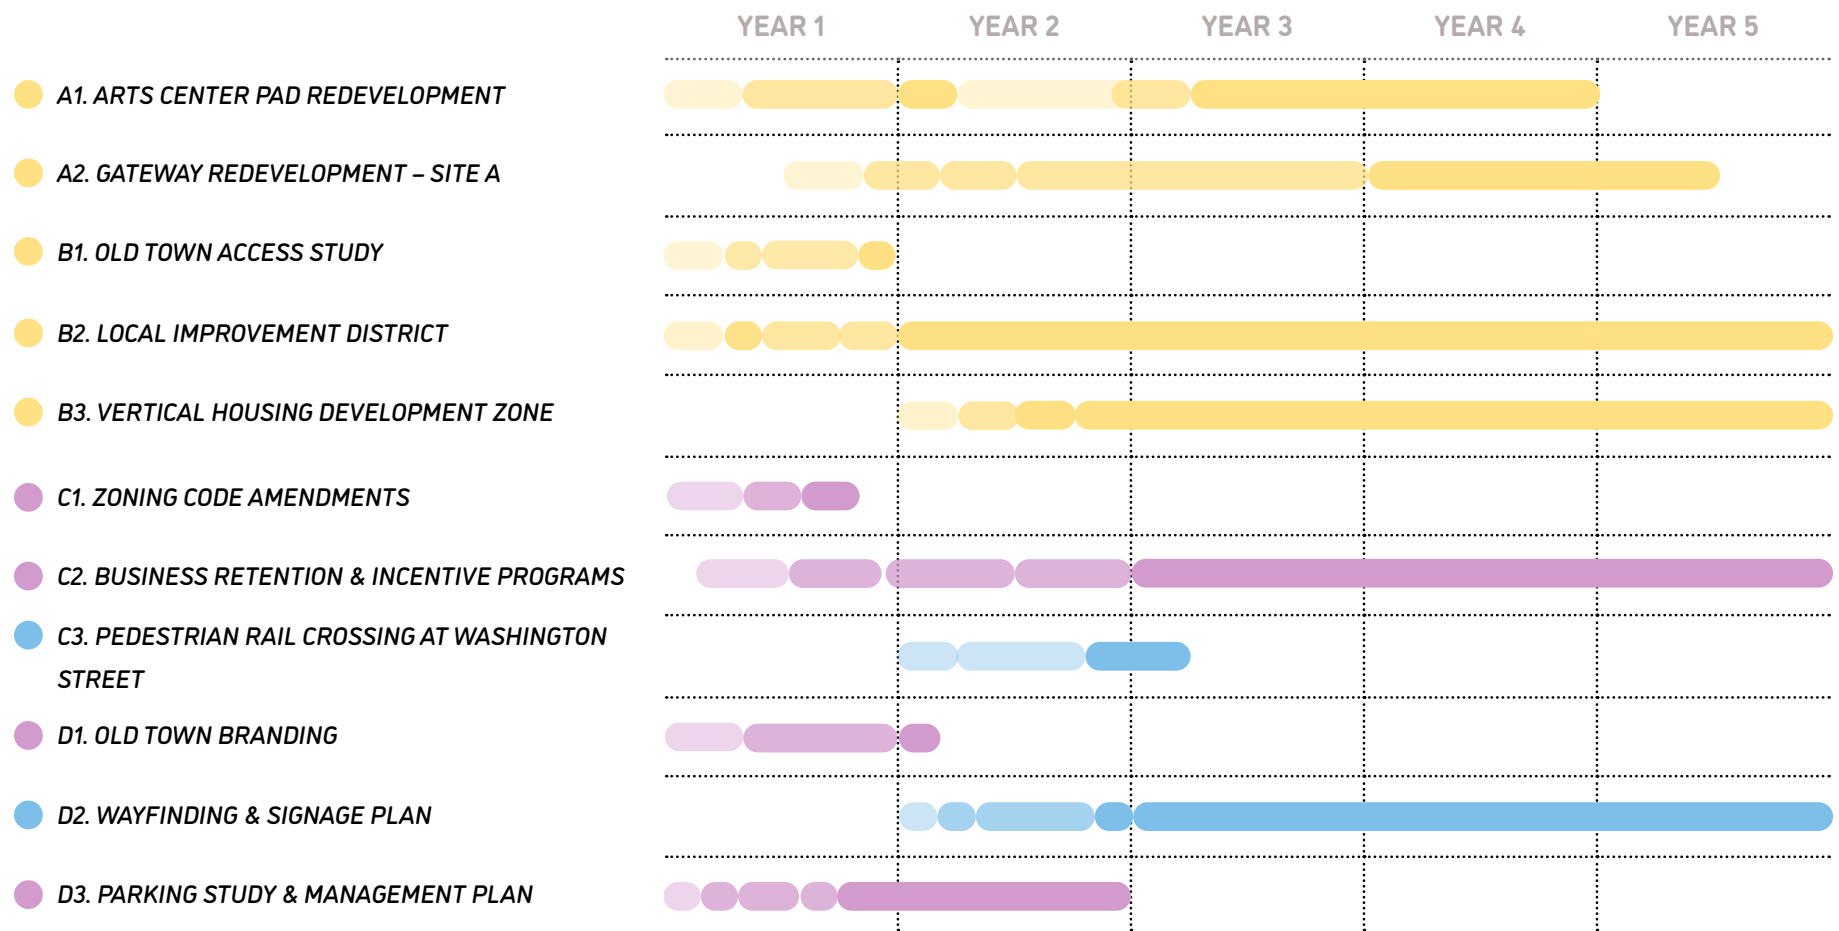 YEAR 1 YEAR 2 YEAR 3 YEAR 4 YEAR 5
A1. ARTS CENTER PAD REDEVELOPMENT
A2. GATEWAY REDEVELOPMENT – SITE A
B1. OLD TOWN ACCESS STUDY
B2. LOCAL IMPROVEMENT DISTRICT
B3. VERTICAL HOUSING DEVELOPMENT ZONE
C1. ZONING CODE AMENDMENTS
C2. BUSINESS RETENTION & INCENTIVE PROGRAMS
C3. PEDESTRIAN RAIL CROSSING AT WASHINGTON
STREET
D1. OLD TOWN BRANDING
D2. WAYFINDING & SIGNAGE PLAN
D3. PARKING STUDY & MANAGEMENT PLAN